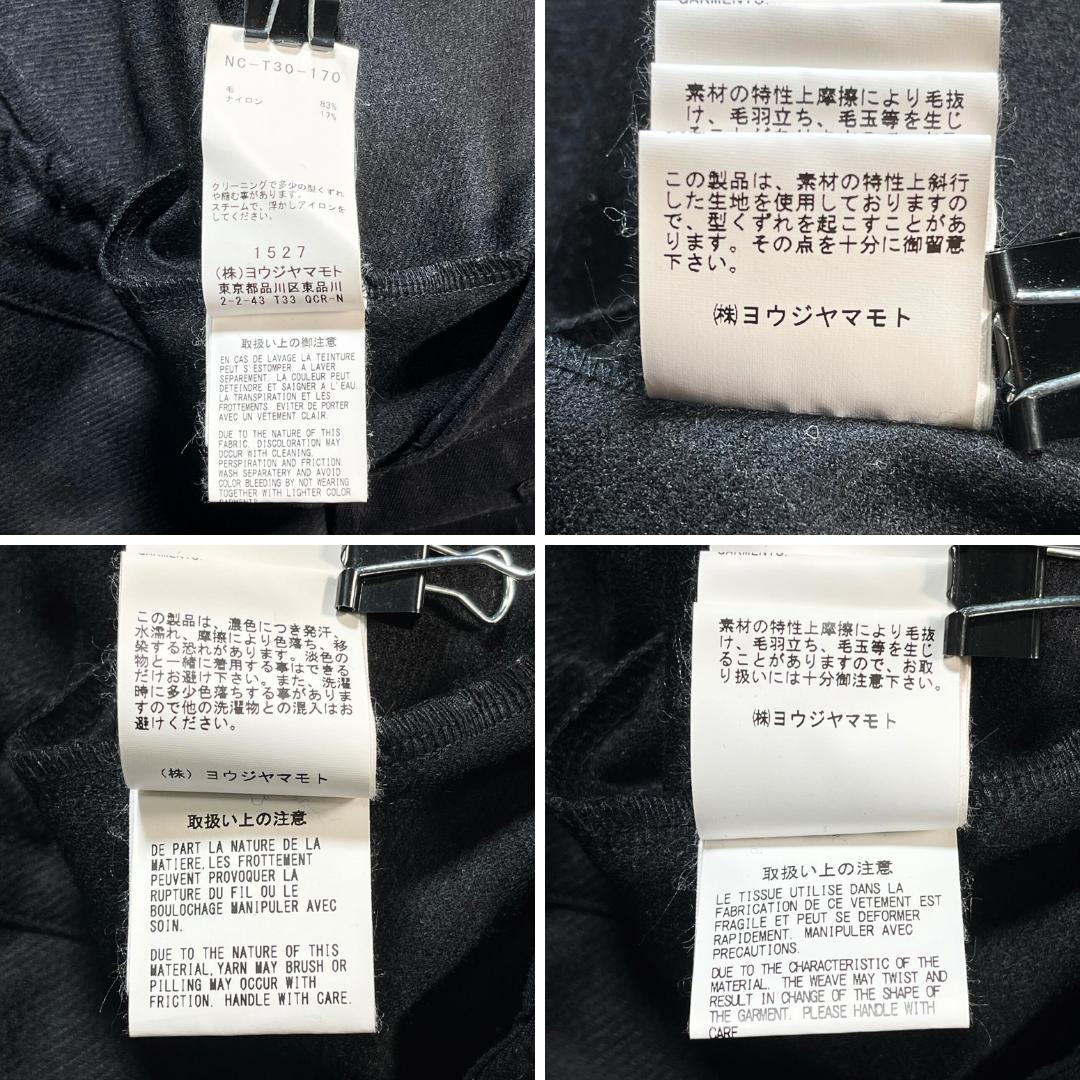 NC-T30-170
毛 83%
ナイロン 17%
クリーニングで多少の型くずれ
や縮む事があります。
スチームで、浮かしアイロンを
してください。
1527
(株)ヨウジヤマモト
東京都品川区東品川
2-2-43 T33 QCR-N
取扱い上の御注意
EN CAS DE LAVAGE LA TEINTURE
PEUT S'ESTOMPER. A LAVER
SEPAREMENT. LA COULEUR PEUT
DETEINDRE ET SAIGNER A L'EAU.
LA TRANSPIRATION ET LES
FROTTEMENTS. EVITER DE PORTER
AVEC UN VETEMENT CLAIR.
DUE TO THE NATURE OF THIS
FABRIC. DISCOLORATION MAY
OCCUR WITH CLEANING.
PERSPIRATION AND FRICTION.
WASH SEPARATERY AND AVOID
COLOR BLEEDING BY NOT WEARING
TOGETHER WITH LIGHTER COLOR
GARMENTS.
GARMENTS.
素材の特性上摩擦により毛抜
け、毛羽立ち、毛玉等を生じ
この製品は、素材の特性上斜行
した生地を使用しておりますの
で、型くずれを起こすことがあ
ります。その点を十分に御留意
下さい。
㈱ヨウジヤマモト
GARMENTS.
この製品は、濃色につき発汗、
水濡れ、摩擦により色落ち、移
染する恐れがあります。淡色の
物と一緒に着用する事はできる
だけお避け下さい。また、洗濯
時に多少色落ちする事がありま
すので他の洗濯物との混入はお
避けください。
(株) ヨウジヤマモト
取扱い上の注意
DE PART LA NATURE DE LA
MATIERE,LES FROTTEMENT
PEUVENT PROVOQUER LA
RUPTURE DU FIL OU LE
BOULOCHAGE MANIPULER AVEC
SOIN.
DUE TO THE NATURE OF THIS
MATERIAL,YARN MAY BRUSH OR
PILLING MAY OCCUR WITH
FRICTION. HANDLE WITH CARE.
GARMENTS.
素材の特性上摩擦により毛抜
け、毛羽立ち、毛玉等を生じ
ることがありますので、お取
り扱いには十分御注意下さい。
㈱ヨウジヤマモト
取扱い上の注意
LE TISSUE UTILISE DANS LA
FABRICATION DE CE VETEMENT EST
FRAGILE ET PEUT SE DEFORMER
RAPIDEMENT. MANIPULER AVEC
PRECAUTIONS.
DUE TO THE CHARACTERISTIC OF THE
MATERIAL. THE WEAVE MAY TWIST AND
RESULT IN CHANGE OF THE SHAPE OF
THE GARMENT. PLEASE HANDLE WITH
CARE